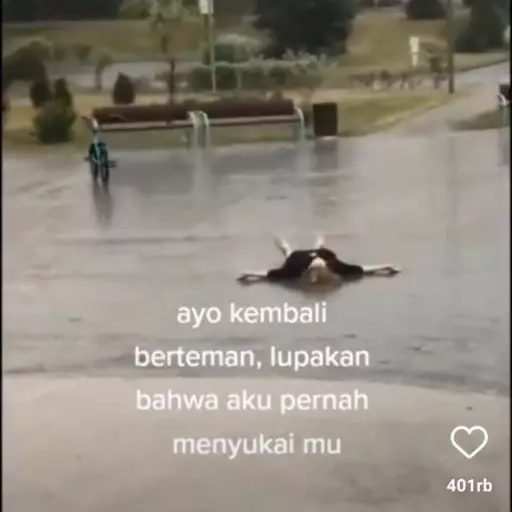 ayo kembali
berteman, lupakan
bahwa aku pernah
menyukai mu
401rb